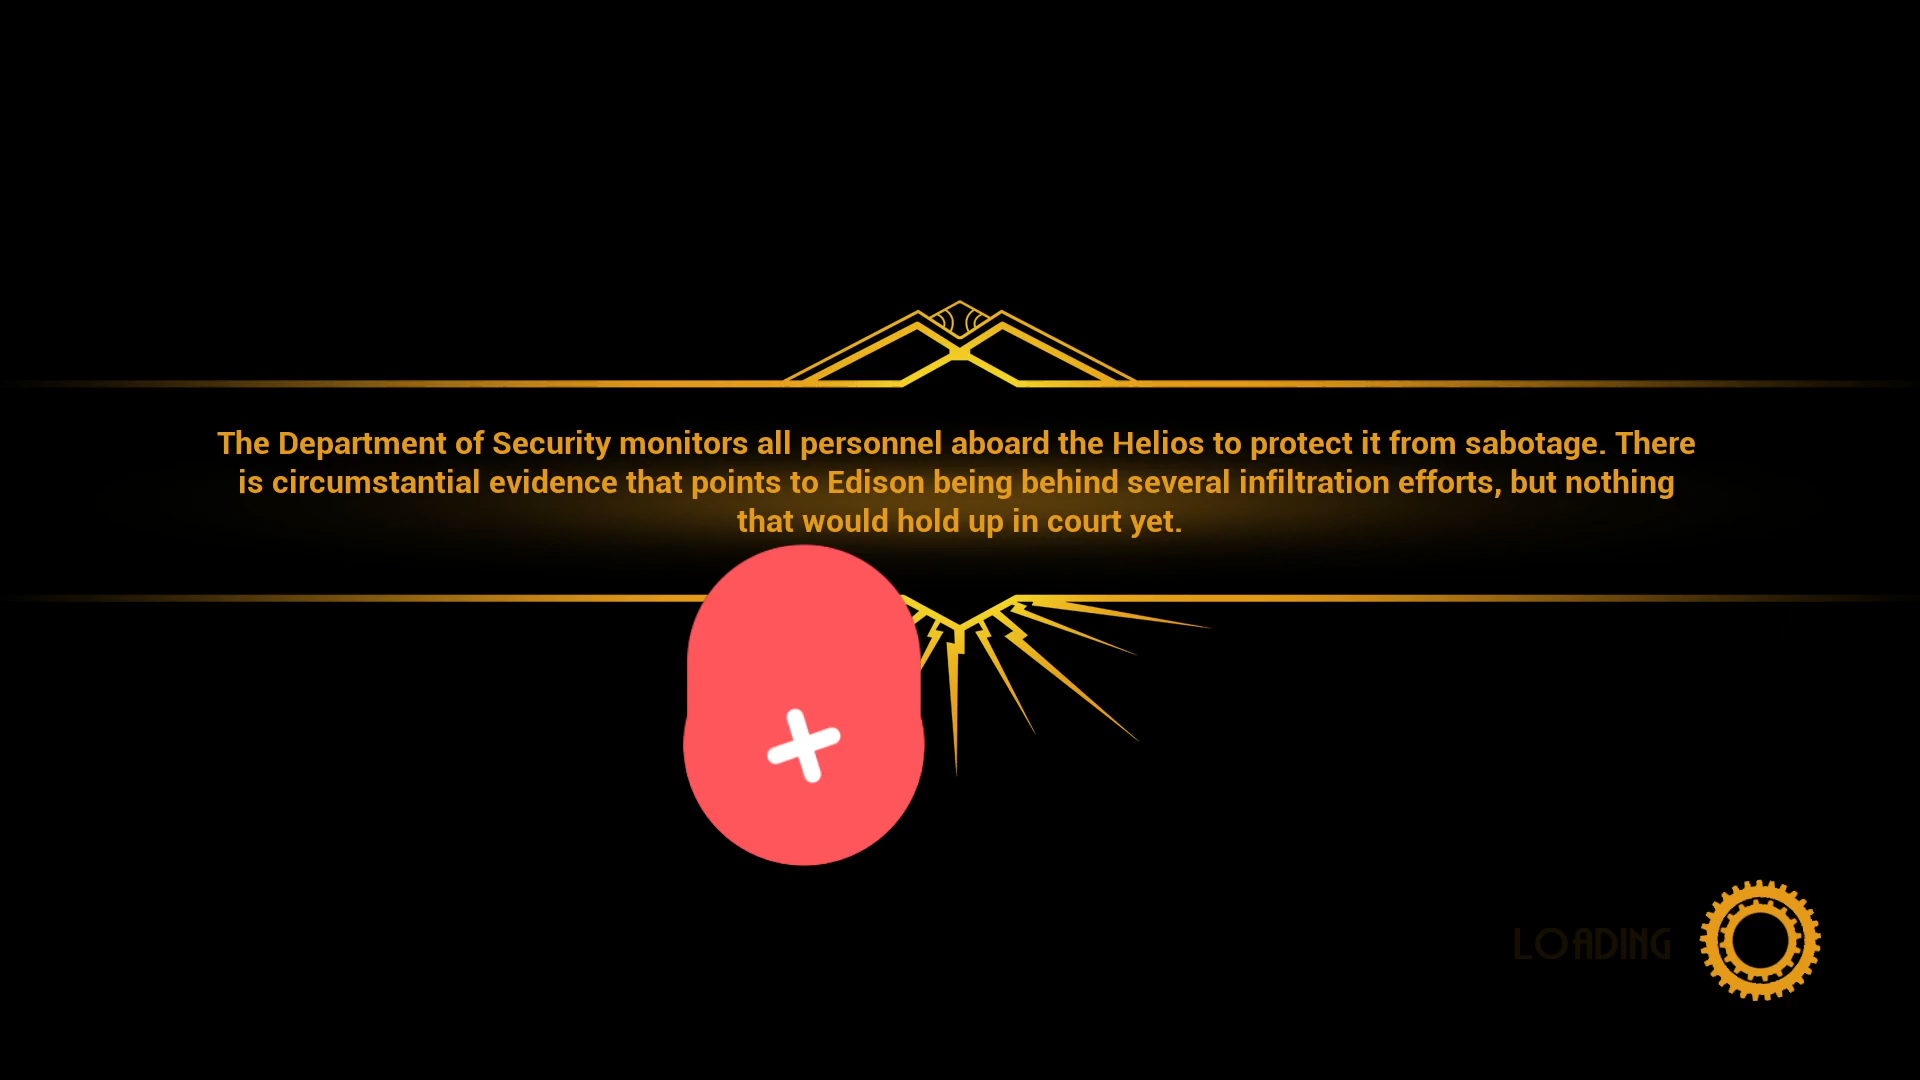 The Department of Security monitors all personnel aboard the Helios to protect it from sabotage. There
is circumstantial evidence that points to Edison being behind several infiltration efforts, but nothing
that would hold up in court yet.
LOADING